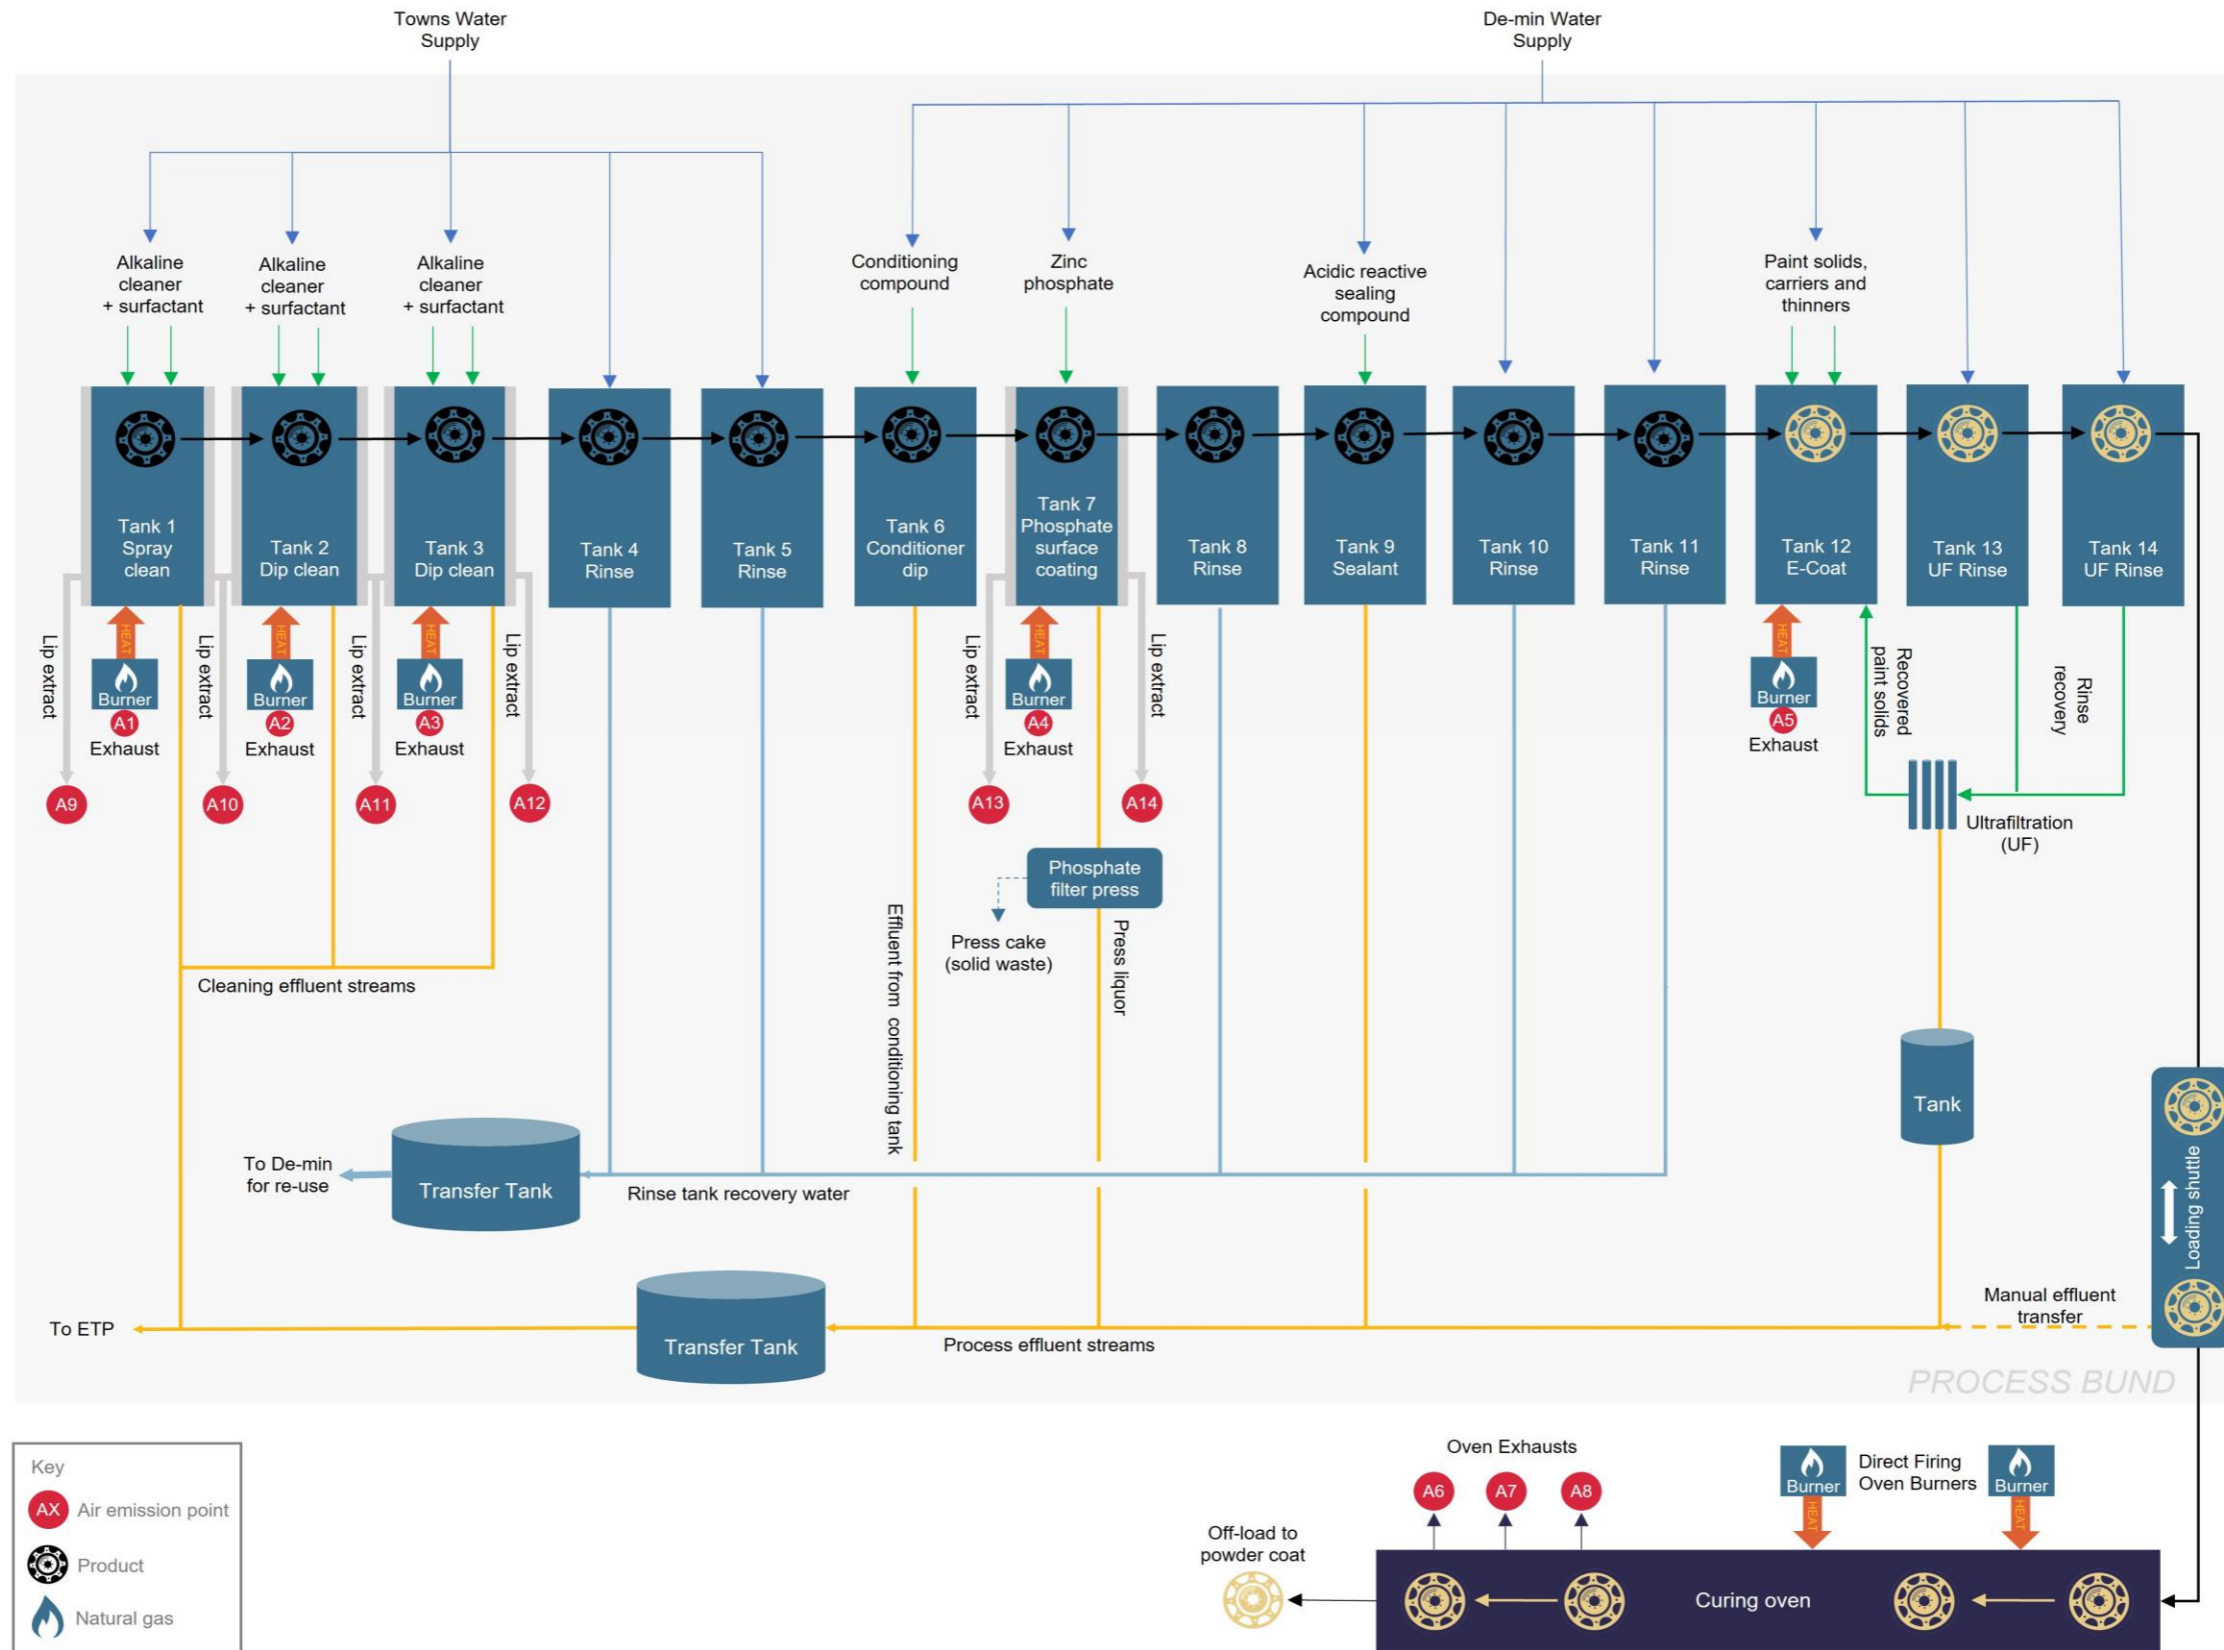 Towns Water
Supply
De-min Water
Supply
Alkaline
cleaner
+ surfactant
Alkaline
cleaner
+ surfactant
Alkaline
cleaner
+ surfactant
Conditioning
compound
Zinc
phosphate
Acidic reactive
sealing
compound
Paint solids,
carriers and
thinners
Tank 1
Spray
clean
Tank 2
Dip clean
Tank 3
Dip clean
Tank 4
Rinse
Tank 5
Rinse
Tank 6
Conditioner
dip
Tank 7
Phosphate
surface
coating
Tank 8
Rinse
Tank 9
Sealant
Tank 10
Rinse
Tank 11
Rinse
Tank 12
E-Coat
Tank 13
UF Rinse
Tank 14
UF Rinse
Lip extract
HEAT
Burner
A1
Exhaust
Lip extract
HEAT
Burner
A2
Exhaust
Lip extract
HEAT
Burner
A3
Exhaust
Lip extract
Lip extract
HEAT
Burner
A4
Exhaust
Lip extract
HEAT
Burner
A5
Exhaust
Recovered
paint solids
Rinse
recovery
A9
A10
A11
A12
A13
A14
Ultrafiltration
(UF)
Phosphate
filter press
Press cake
(solid waste)
Press liquor
Effluent from conditioning tank
Cleaning effluent streams
Tank
To De-min
for re-use
Transfer Tank
Rinse tank recovery water
Loading shuttle
Manual effluent
transfer
To ETP
Transfer Tank
Process effluent streams
PROCESS BUND
Key
AX Air emission point
Product
Natural gas
Oven Exhausts
A6
A7
A8
Burner
HEAT
Direct Firing
Oven Burners
Burner
HEAT
Off-load to
powder coat
Curing oven